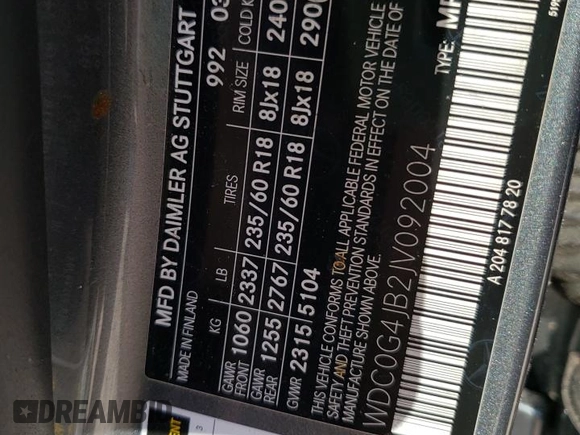 MFD BY DAIMLER AG STUTTGART
MADE IN FINLAND 992 03
KG LB TIRES RIM SIZE COLD K
GAWR FRONT 1060 2337 235/60 R18 8Jx18 240
GAWR REAR 1255 2767 235/60 R18 8Jx18 290
GVWR 2315 5104
THIS VEHICLE CONFORMS TO ALL APPLICABLE FEDERAL MOTOR VEHICLE
SAFETY AND THEFT PREVENTION STANDARDS IN EFFECT ON THE DATE OF
MANUFACTURE SHOWN ABOVE.
WDC0G4JB2JV092004 TYPE:
A 204 817 78 20
DREAMBID